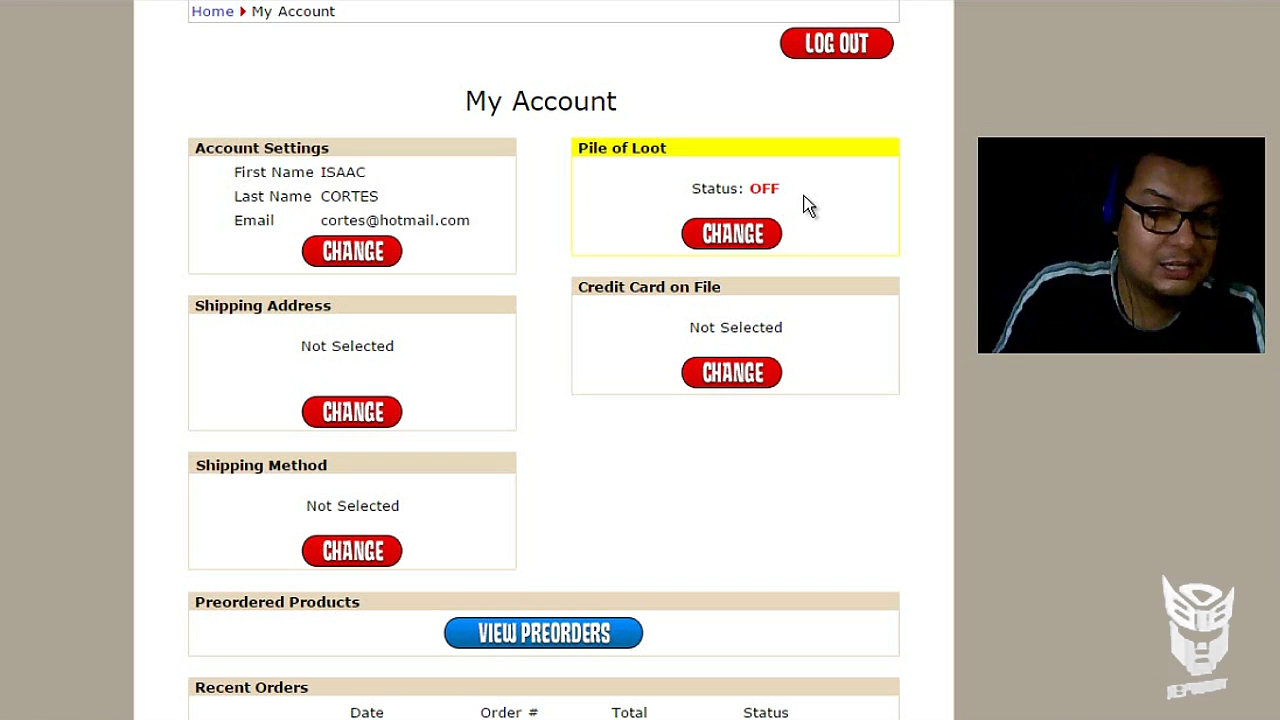 Home My Account
LOG OUT
My Account
Account Settings
First Name ISAAC
Last Name CORTES
Email cortes@hotmail.com
CHANGE
Pile of Loot
Status: OFF
CHANGE
Shipping Address
Not Selected
CHANGE
Credit Card on File
Not Selected
CHANGE
Shipping Method
Not Selected
CHANGE
Preordered Products
VIEW PREORDERS
Recent Orders
Date Order # Total Status